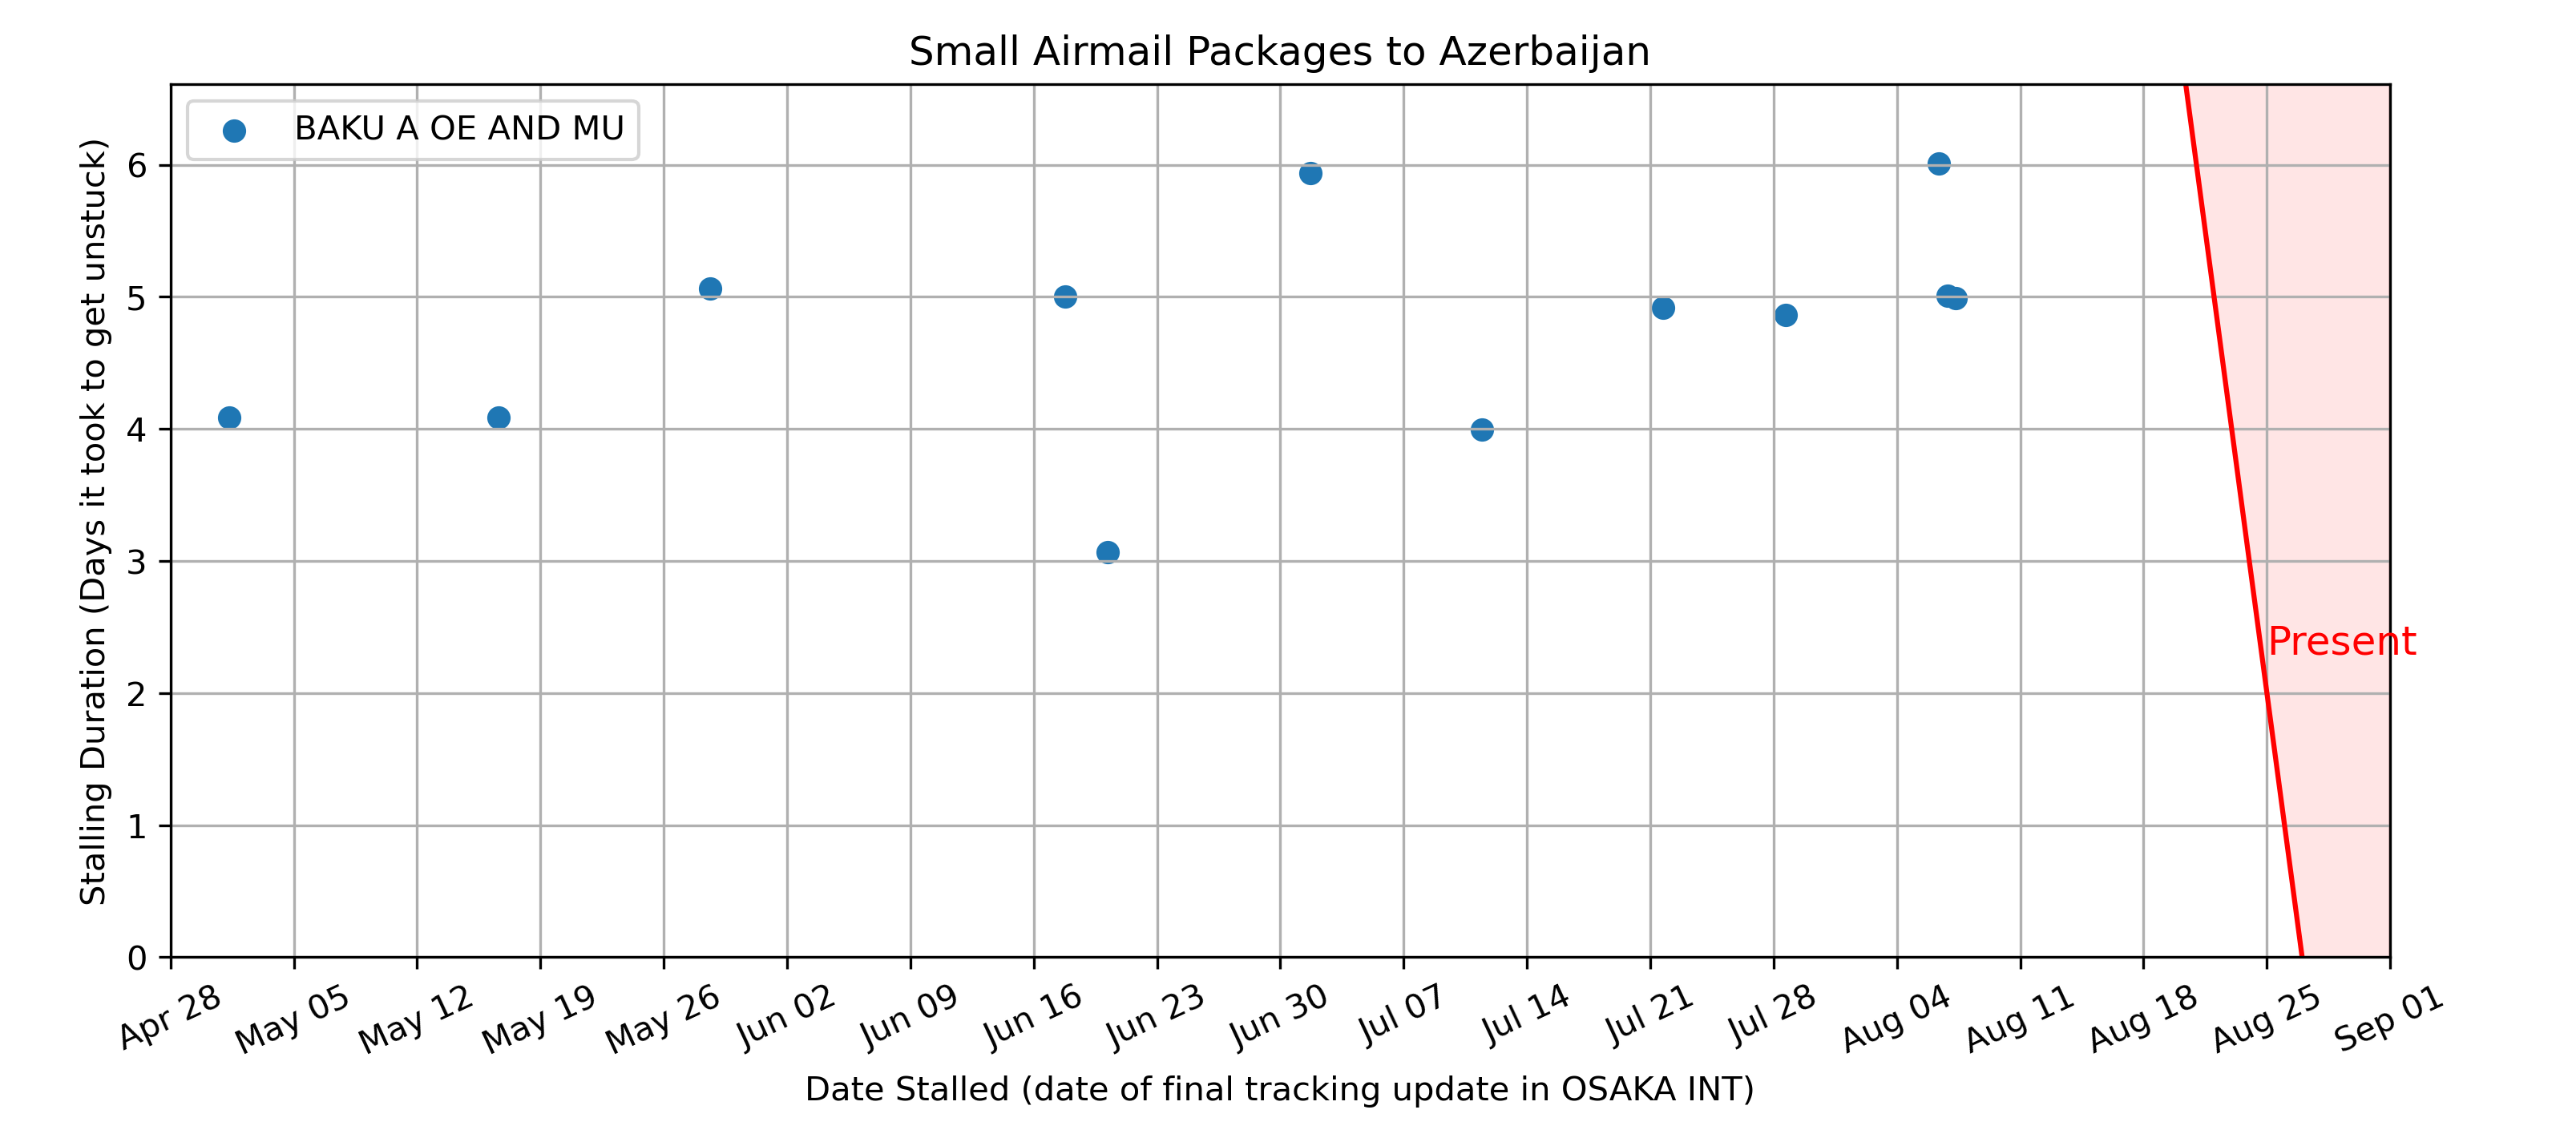 Small Airmail Packages to Azerbaijan
BAKU A OE AND MU
Stalling Duration (Days it took to get unstuck)
6
5
4
3
2
1
0
Present
Apr 28
May 05
May 12
May 19
May 26
Jun 02
Jun 09
Jun 16
Jun 23
Jun 30
Jul 07
Jul 14
Jul 21
Jul 28
Aug 04
Aug 11
Aug 18
Aug 25
Sep 01
Date Stalled (date of final tracking update in OSAKA INT)